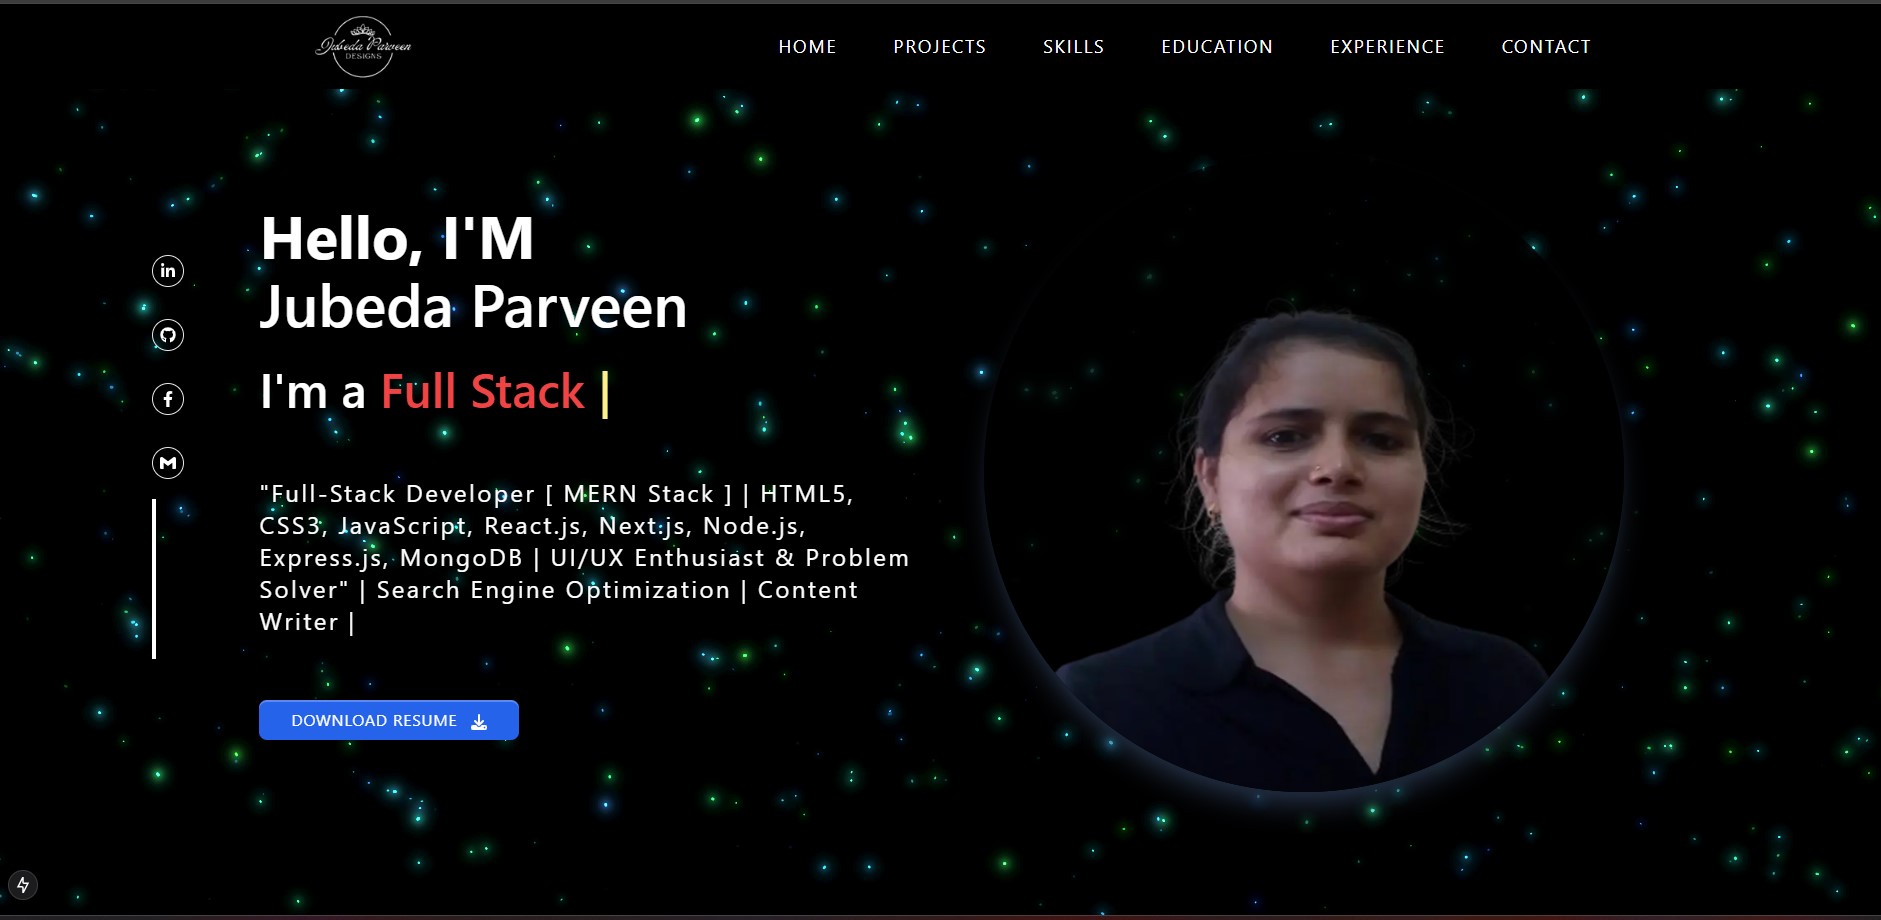 Jubeda Parveen
DESIGNS
HOME PROJECTS SKILLS EDUCATION EXPERIENCE CONTACT
Hello, I'M
Jubeda Parveen
I'm a Full Stack |
"Full-Stack Developer [ MERN Stack ] | HTML5,
CSS3, JavaScript, React.js, Next.js, Node.js,
Express.js, MongoDB | UI/UX Enthusiast & Problem
Solver" | Search Engine Optimization | Content
Writer |
DOWNLOAD RESUME